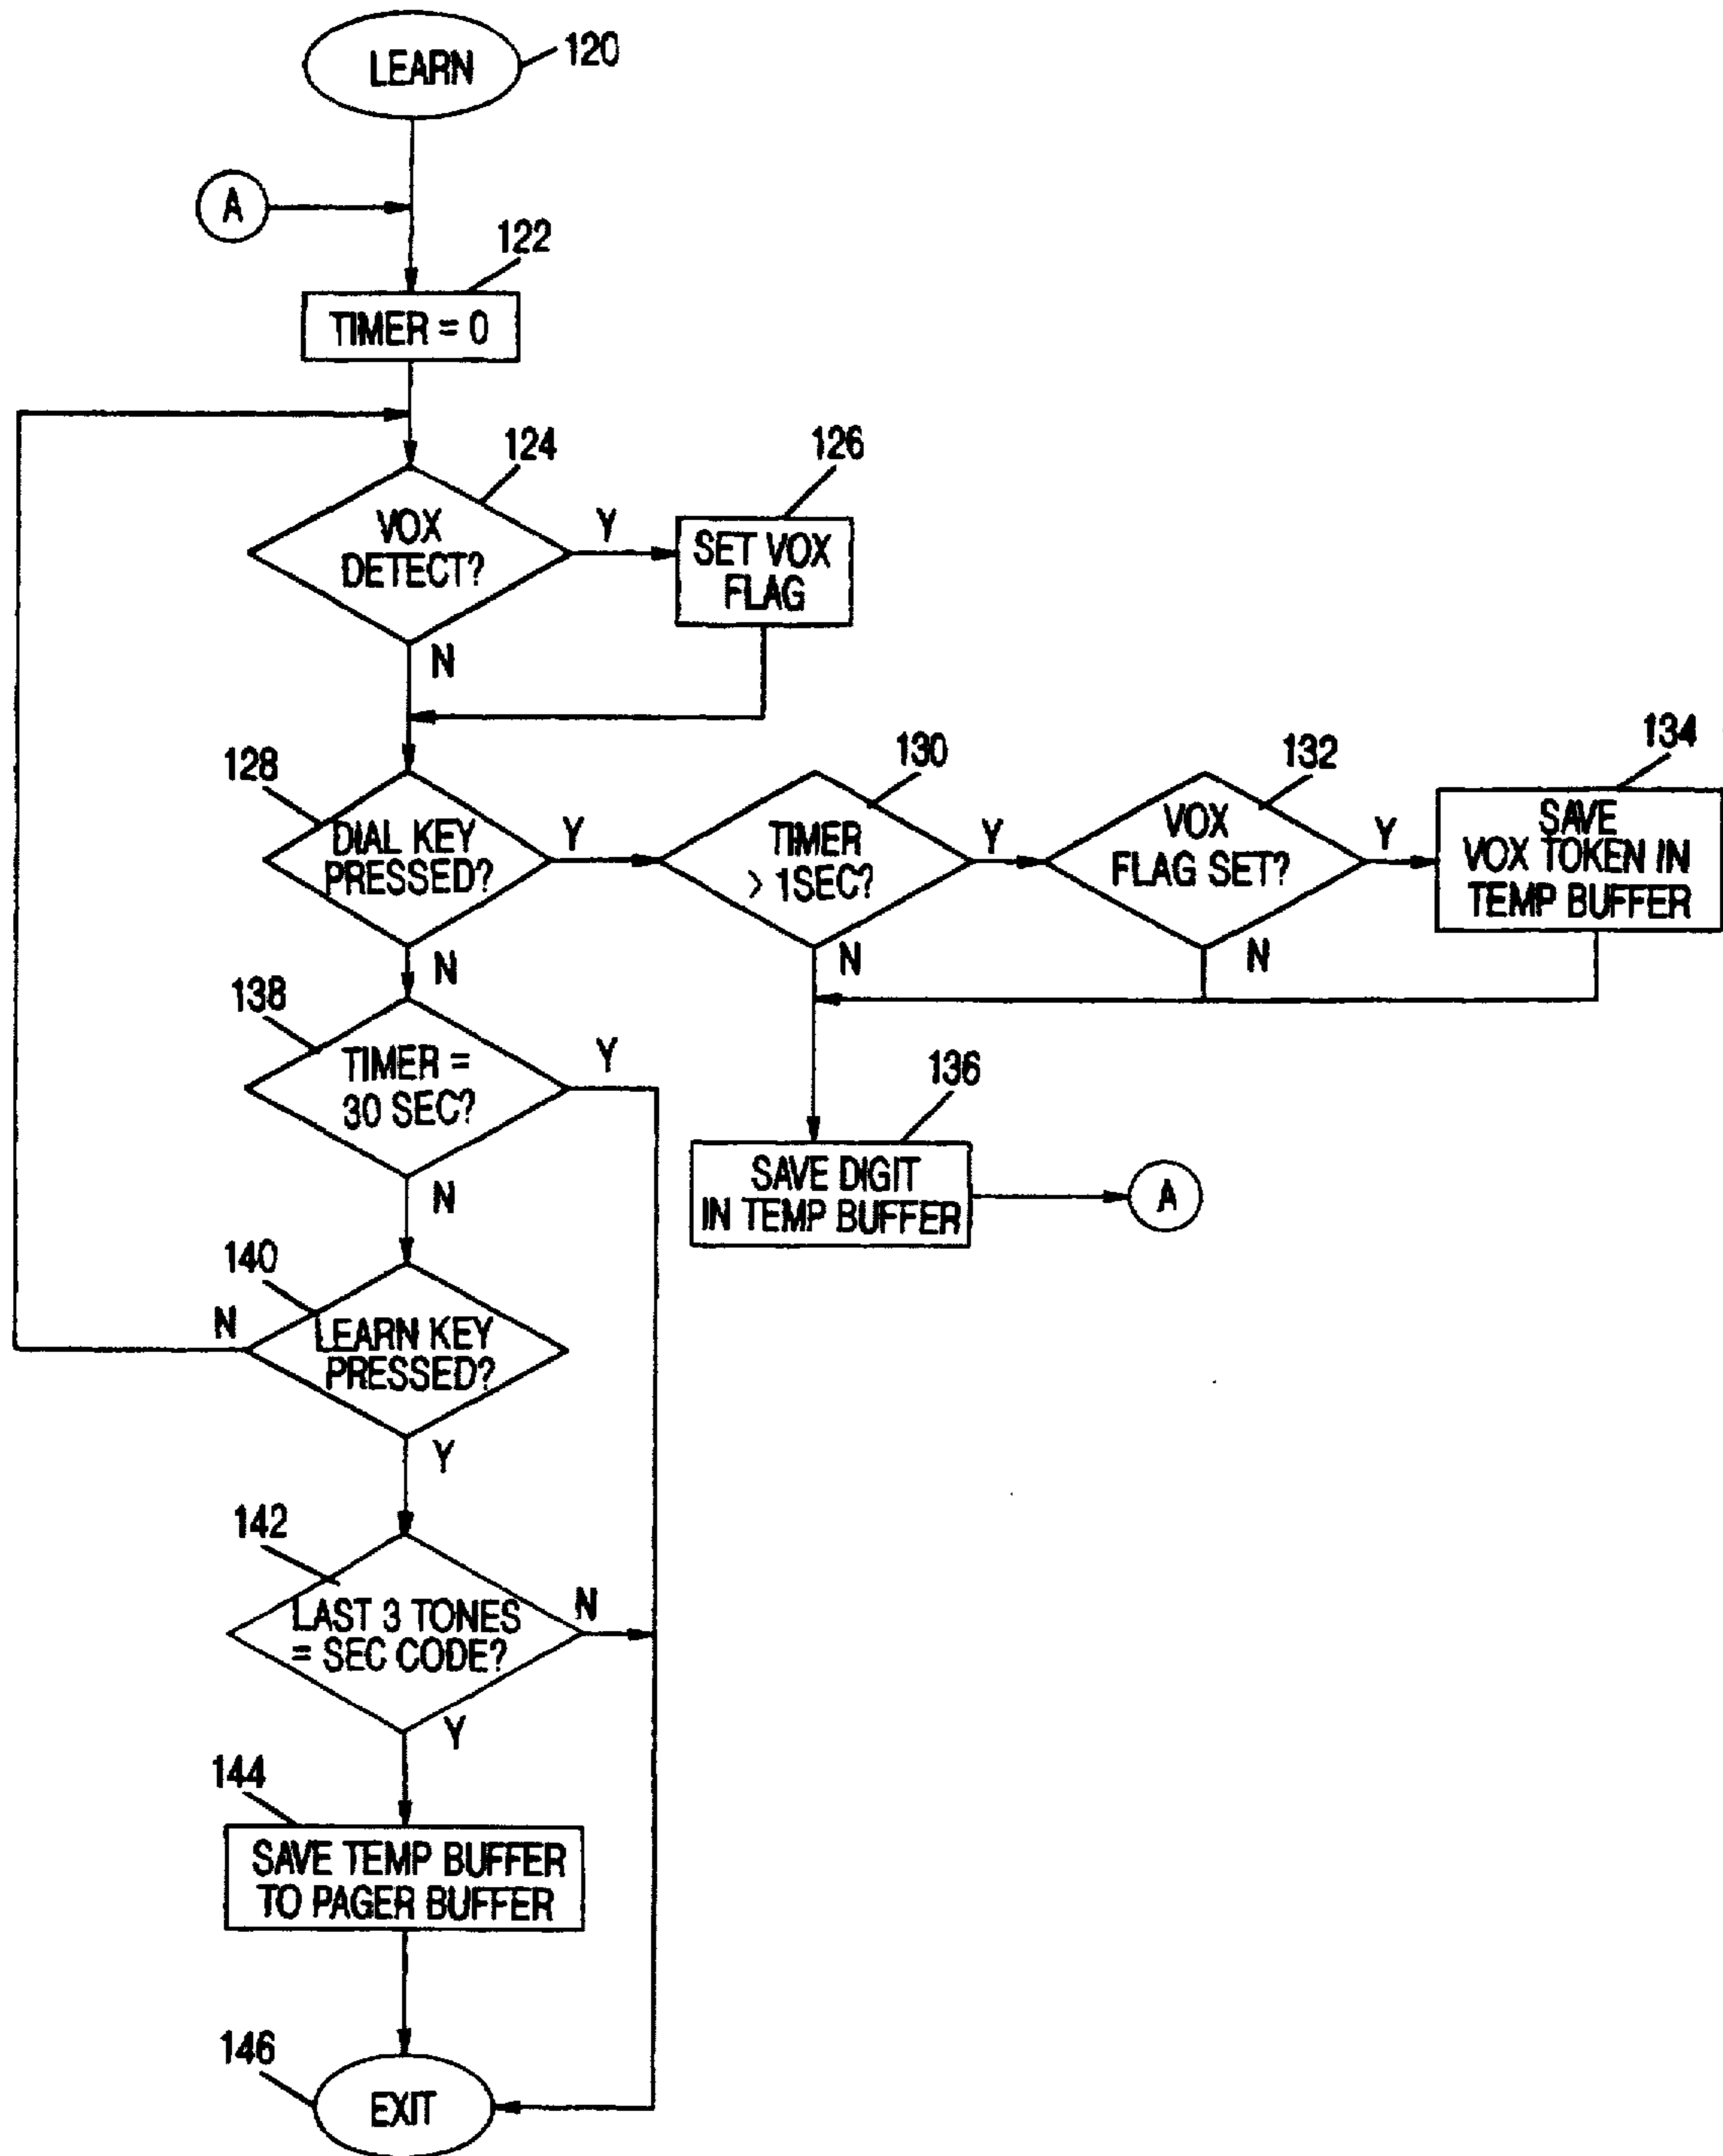 LEARN
120
A
122
TIMER = 0
124
126
VOX
DETECT?
Y
SET VOX
FLAG
N
128
130
132
134
DIAL KEY
PRESSED?
Y
TIMER
> 1SEC?
Y
VOX
FLAG SET?
Y
SAVE
VOX TOKEN IN
TEMP BUFFER
N
N
N
138
TIMER =
30 SEC?
Y
136
SAVE DIGIT
IN TEMP BUFFER
A
N
140
N
LEARN KEY
PRESSED?
Y
142
LAST 3 TONES
= SEC CODE?
N
Y
144
SAVE TEMP BUFFER
TO PAGER BUFFER
146
EXIT